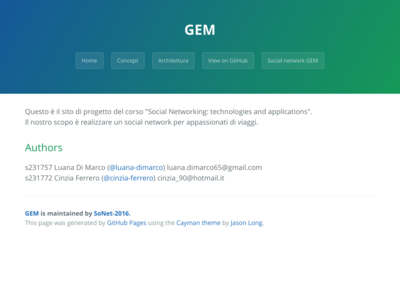 GEM
Home
Concept
Architettura
View on GitHub
Social network GEM
Questo è il sito di progetto del corso "Social Networking: technologies and applications".
Il nostro scopo è realizzare un social network per appassionati di viaggi.
Authors
s231757 Luana Di Marco (@luana-dimarco) luana.dimarco65@gmail.com
s231772 Cinzia Ferrero (@cinzia-ferrero) cinzia_90@hotmail.it
GEM is maintained by SoNet-2016.
This page was generated by GitHub Pages using the Cayman theme by Jason Long.